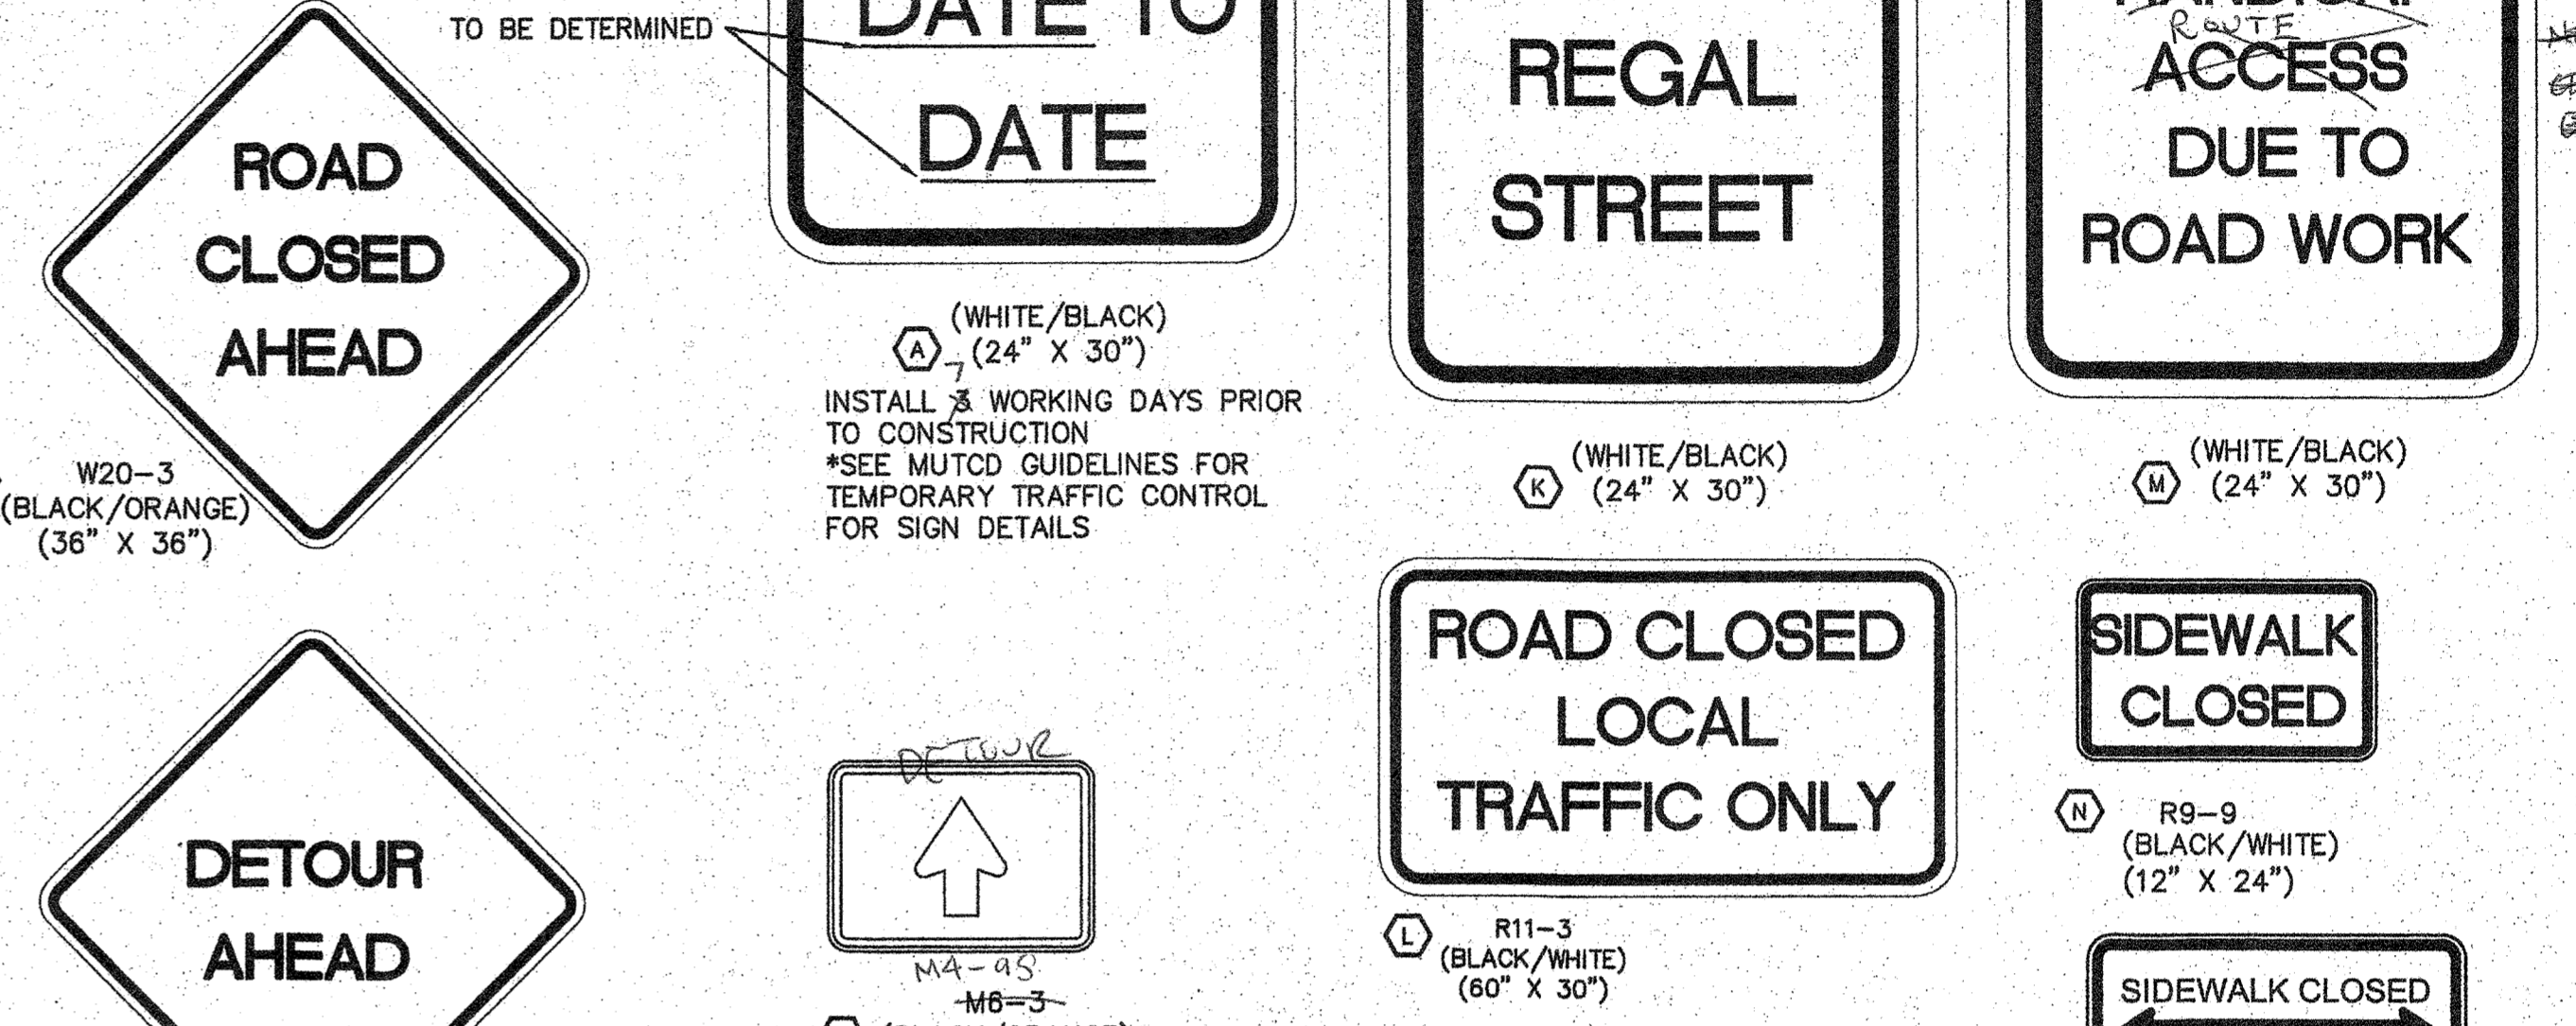 TO BE DETERMINED
DATE TO
DATE
ROAD
CLOSED
AHEAD
W20-3
(BLACK/ORANGE)
(36" X 36")
(WHITE/BLACK)
A (24" X 30")
7
INSTALL 3 WORKING DAYS PRIOR
TO CONSTRUCTION
*SEE MUTCD GUIDELINES FOR
TEMPORARY TRAFFIC CONTROL
FOR SIGN DETAILS
REGAL
STREET
(WHITE/BLACK)
K (24" X 30")
HANDICAP
ROUTE
ACCESS
DUE TO
ROAD WORK
(WHITE/BLACK)
M (24" X 30")
DETOUR
AHEAD
DETOUR
M4-9S
M6-3
ROAD CLOSED
LOCAL
TRAFFIC ONLY
L R11-3
(BLACK/WHITE)
(60" X 30")
SIDEWALK
CLOSED
N R9-9
(BLACK/WHITE)
(12" X 24")
SIDEWALK CLOSED